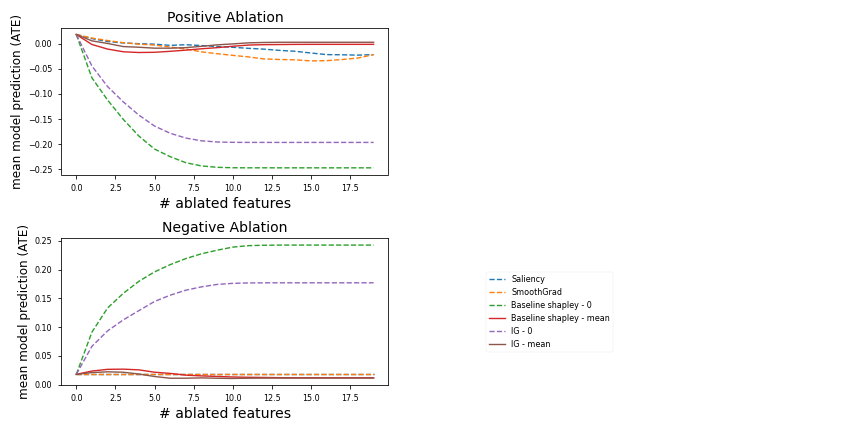 Positive Ablation
mean model prediction (ATE)
0.00
−0.05
−0.10
−0.15
−0.20
−0.25
0.0 2.5 5.0 7.5 10.0 12.5 15.0 17.5
# ablated features
Negative Ablation
mean model prediction (ATE)
0.25
0.20
0.15
0.10
0.05
0.00
0.0 2.5 5.0 7.5 10.0 12.5 15.0 17.5
# ablated features
Saliency
SmoothGrad
Baseline shapley - 0
Baseline shapley - mean
IG - 0
IG - mean